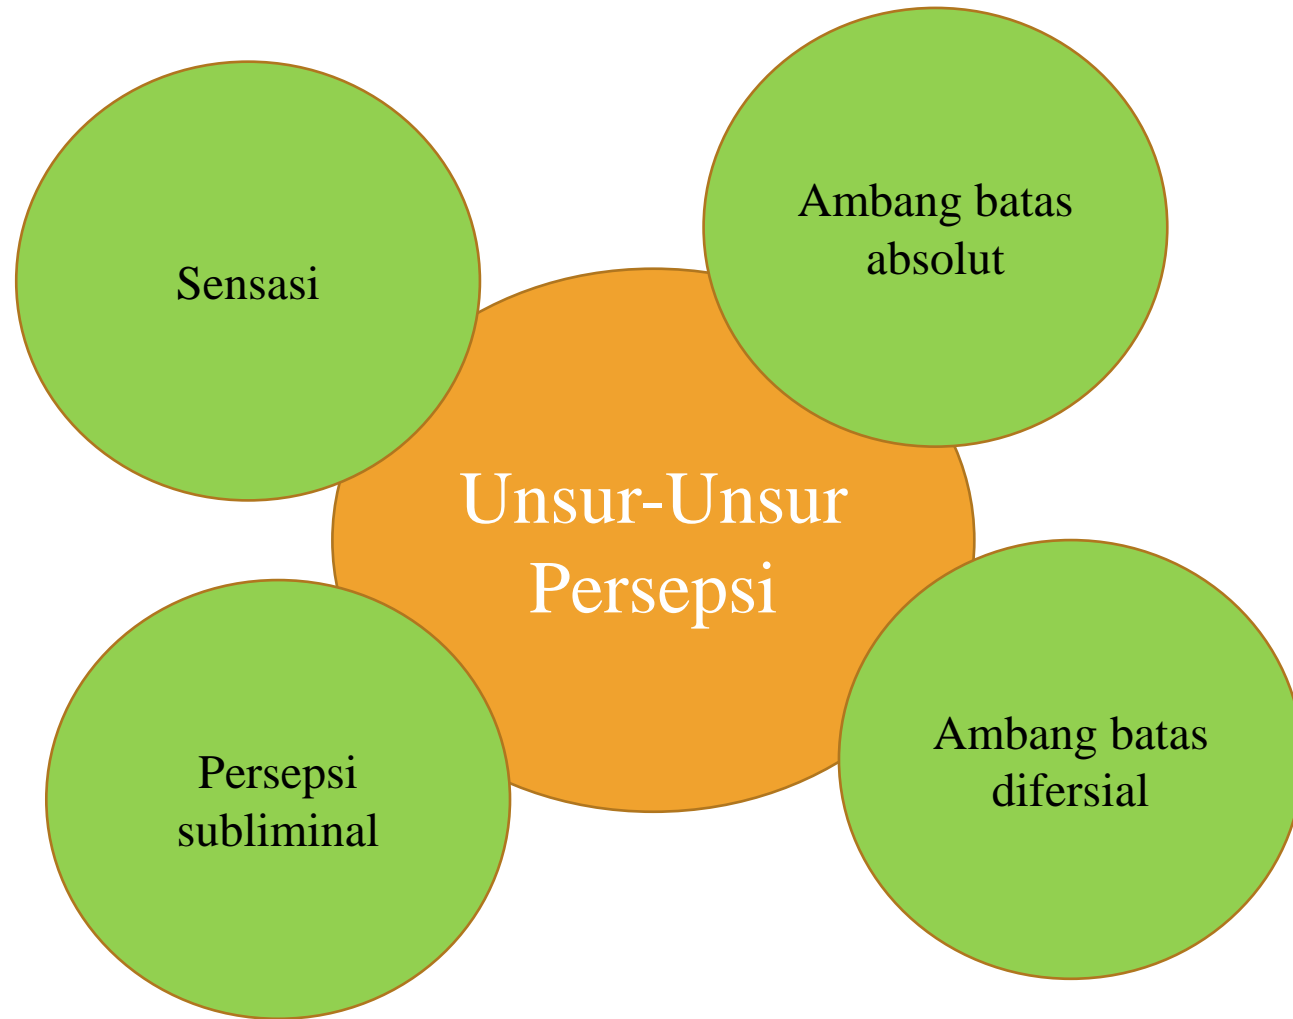 Sensasi
Ambang batas
absolut
Unsur-Unsur
Persepsi
Persepsi
subliminal
Ambang batas
difersial